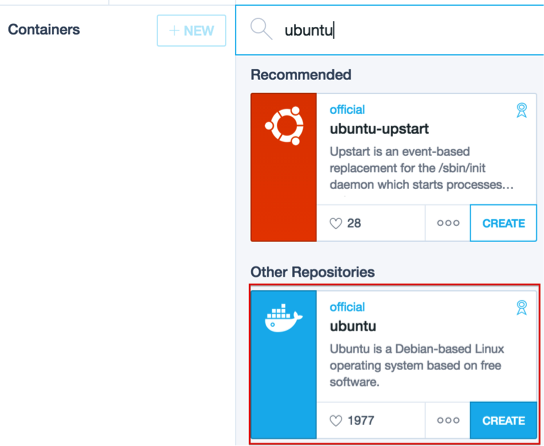 Containers
+ NEW
ubuntu
Recommended
official
ubuntu-upstart
Upstart is an event-based
replacement for the /sbin/init
daemon which starts processes...
28
CREATE
Other Repositories
official
ubuntu
Ubuntu is a Debian-based Linux
operating system based on free
software.
1977
CREATE